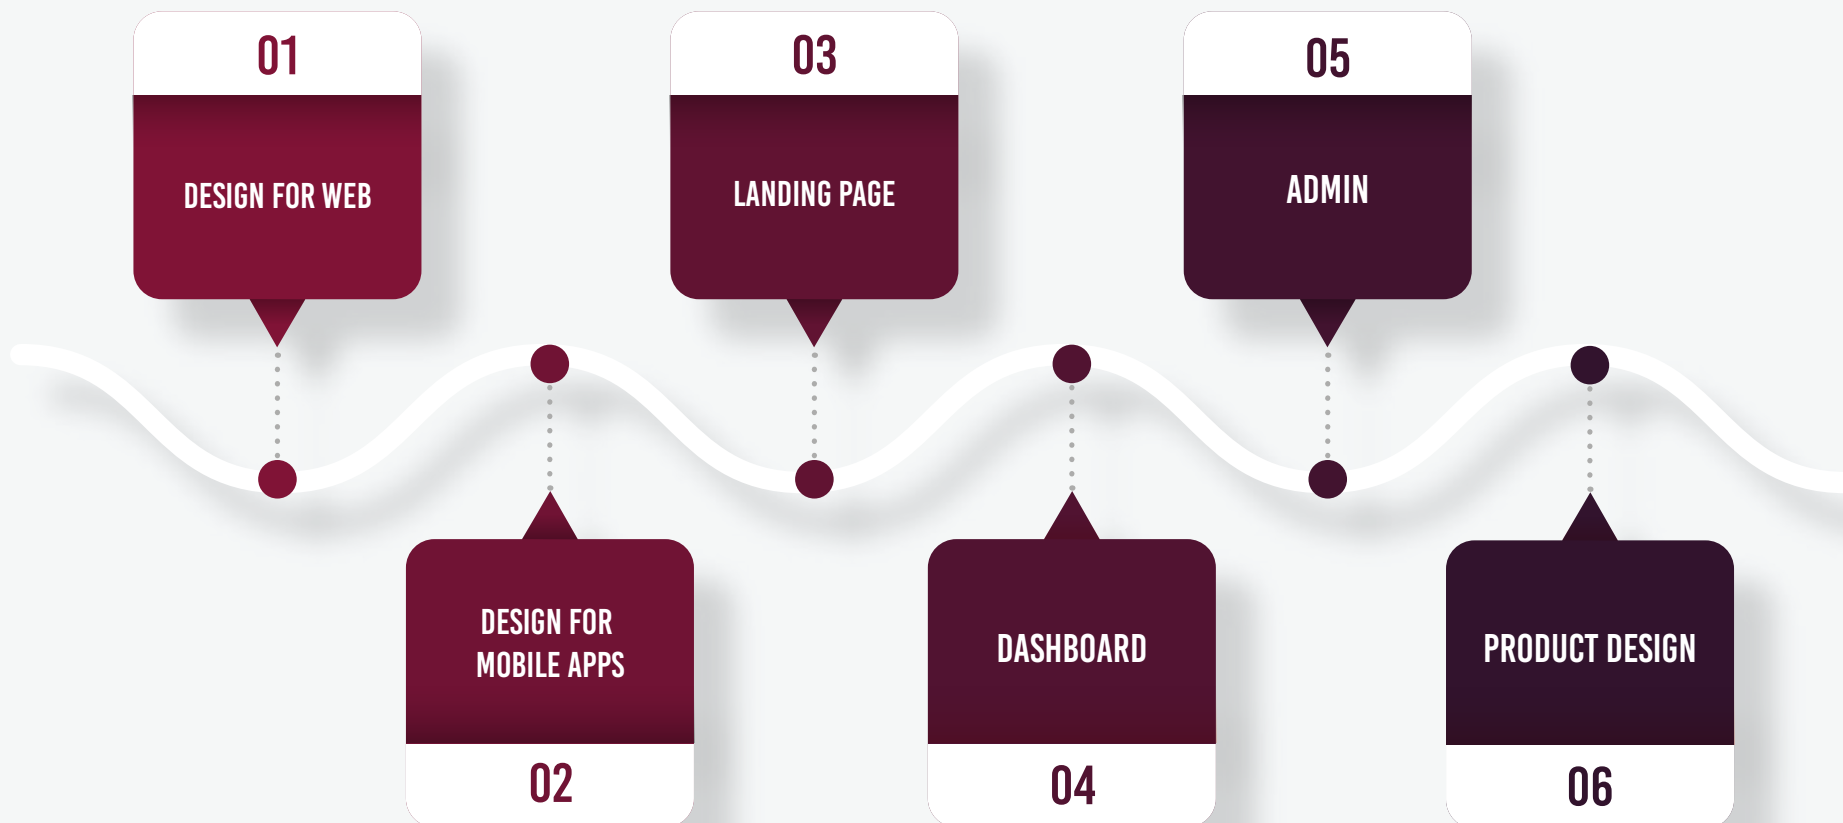 01
DESIGN FOR WEB
02
DESIGN FOR
MOBILE APPS
03
LANDING PAGE
04
DASHBOARD
05
ADMIN
06
PRODUCT DESIGN